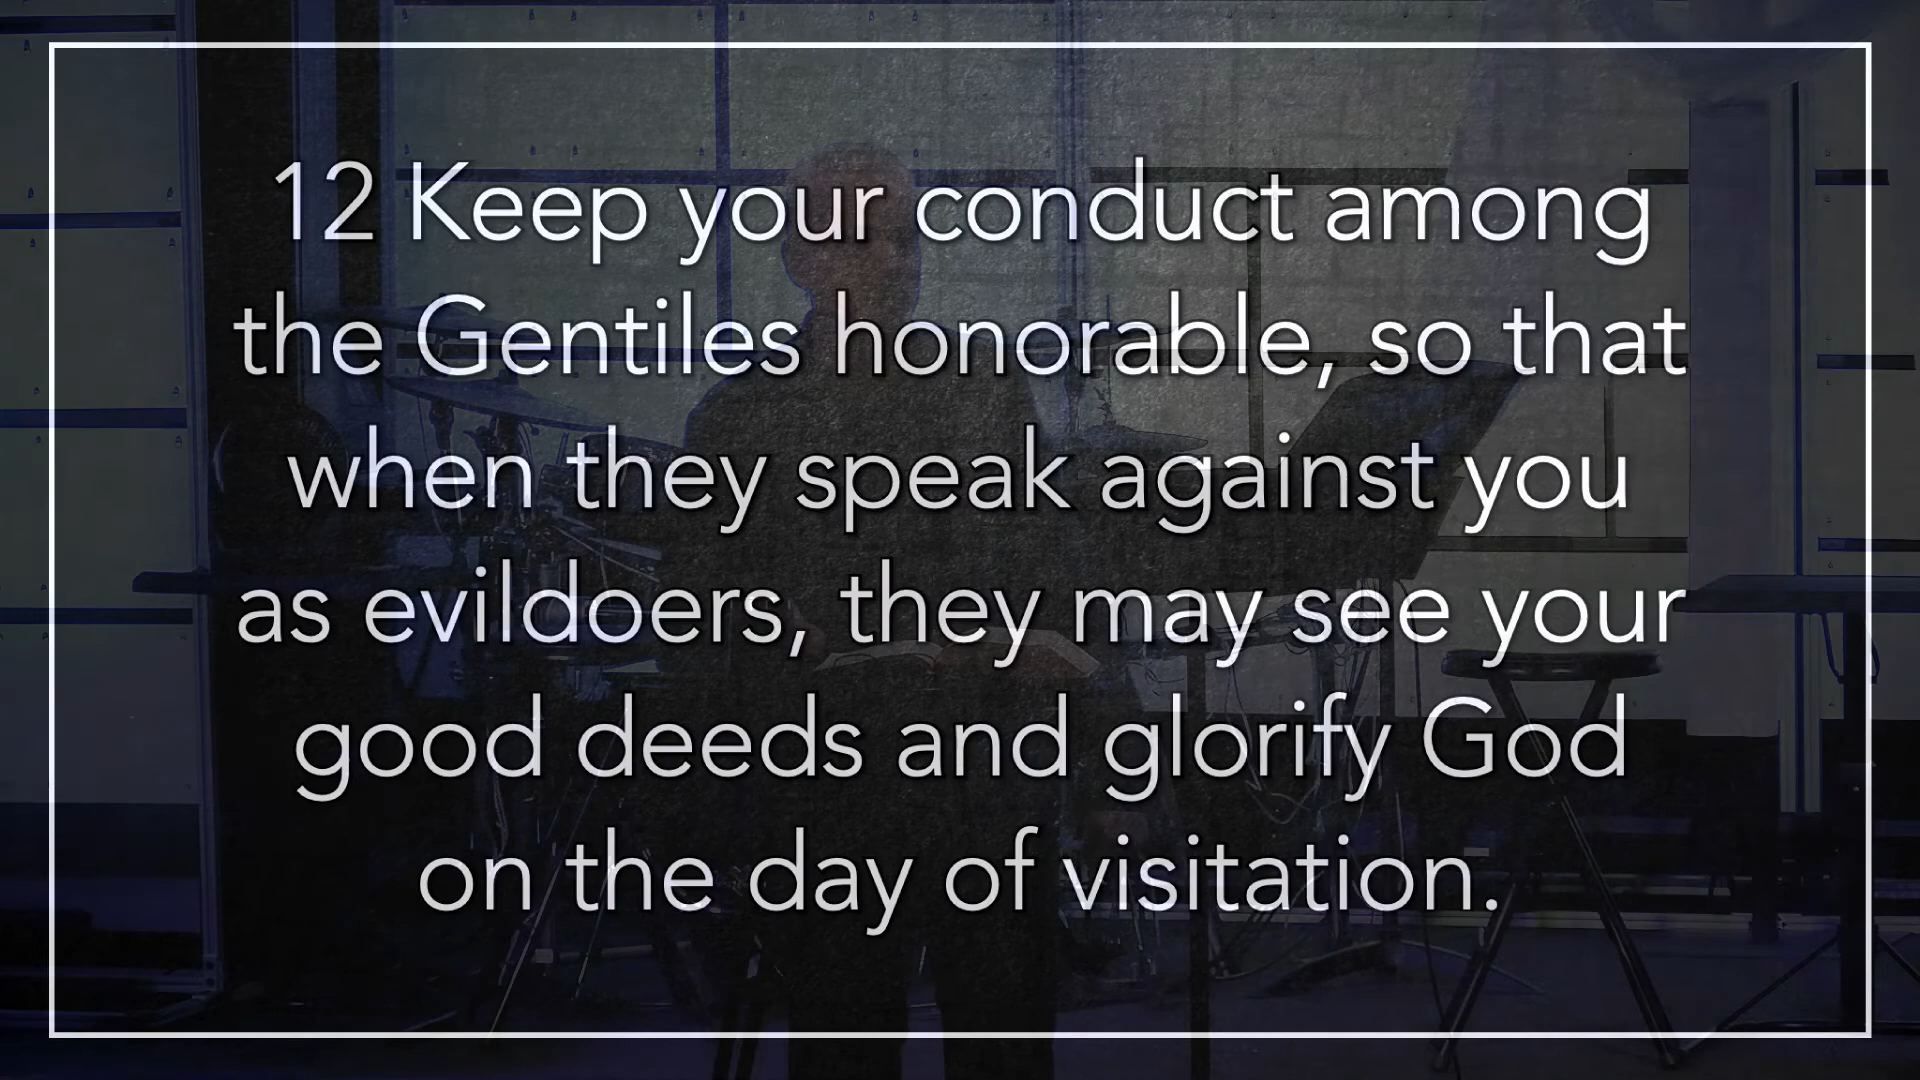 12 Keep your conduct among
the Gentiles honorable, so that
when they speak against you
as evildoers, they may see your
good deeds and glorify God
on the day of visitation.